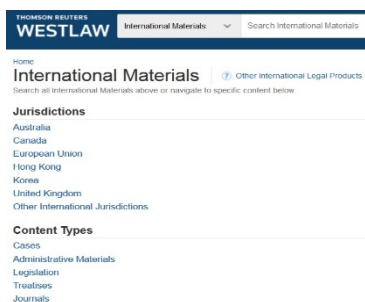 THOMSON REUTERS
WESTLAW
International Materials
Search International Materials
Home
International Materials
? Other International Legal Products
Search all International Materials above or navigate to specific content below
Jurisdictions
Australia
Canada
European Union
Hong Kong
Korea
United Kingdom
Other International Jurisdictions
Content Types
Cases
Administrative Materials
Legislation
Treatises
Journals